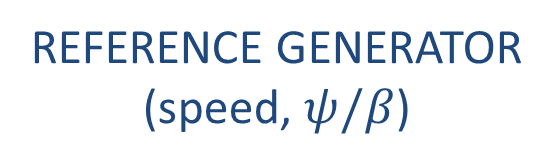 REFERENCE GENERATOR
(speed, 𝜓/𝛽)